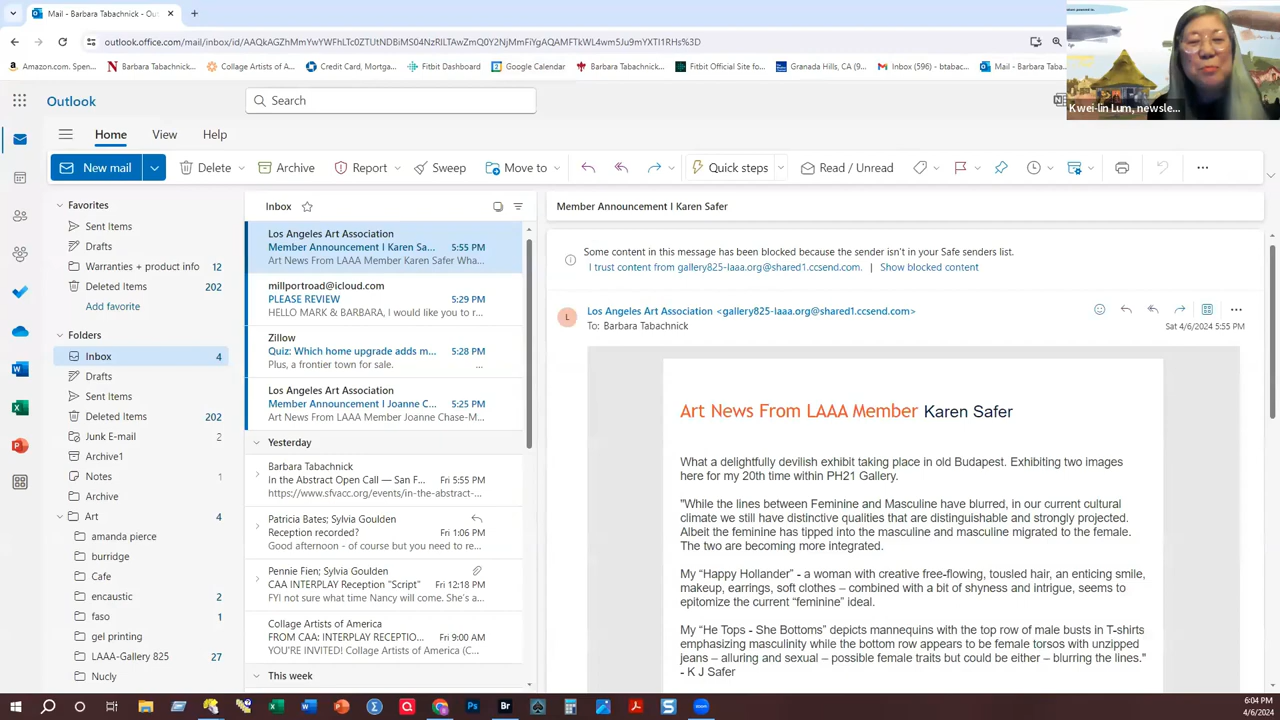 Mail - Barbara Tabachnick - Out
outlook.office.com/
Amazon.com. Spen...
Barbara Tabachnick...
Collage Artists of A...
Credit Card, M
Fitbit Dashboard
Google Calendar
Barbara Tabachnick...
Fitbit Official Site fo...
Granada Hills, CA (9...
Inbox (596) - btabac...
Mail - Barbara Taba
Kwei-lin Lum, newsle...
Outlook
Search
Home
View
Help
New mail
Delete
Archive
Report
Sweep
Move to
Quick steps
Read / Unread
Favorites
Sent Items
Drafts
Warranties + product info 12
Deleted Items 202
Add favorite
Folders
Inbox 4
Drafts
Sent Items
Deleted Items 202
Junk E-mail 2
Archive1
Notes 1
Archive
Art 4
amanda pierce
burridge
Cafe
encaustic 2
faso 1
gel printing
LAAA-Gallery 825 27
Nucly
Inbox
Los Angeles Art Association
Member Announcement I Karen Sa... 5:55 PM
Art News From LAAA Member Karen Safer Wha...
millportroad@icloud.com
PLEASE REVIEW 5:29 PM
HELLO MARK & BARBARA, I would like you, to r...
Zillow
Quiz: Which home upgrade adds m... 5:28 PM
Plus, a frontier town for sale. ...
Los Angeles Art Association
Member Announcement I Joanne C... 5:25 PM
Art News From LAAA Member Joanne Chase-M...
Yesterday
Barbara Tabachnick
In the Abstract Open Call — San F... Fri 5:55 PM
https://www.sfvacc.org/events/in-the-abstract-...
Patricia Bates; Sylvia Goulden
Reception records? Fri 1:06 PM
Good afternoon - of course but you need to re...
Pennie Fien; Sylvia Goulden
CAA INTERPLAY Reception "Script" Fri 12:18 PM
FYI not sure what time Nancy will come. She's a...
Collage Artists of America
FROM CAA: INTERPLAY RECEPTIO... Fri 9:00 AM
YOU'RE INVITED! Collage Artists of America (C...
This week
Member Announcement I Karen Safer
Some content in this message has been blocked because the sender isn't in your Safe senders list.
I trust content from gallery825-laaa.org@shared1.ccsend.com. | Show blocked content
L
Los Angeles Art Association <gallery825-laaa.org@shared1.ccsend.com>
To: Barbara Tabachnick
Sat 4/6/2024 5:55 PM
Art News From LAAA Member Karen Safer
What a delightfully devilish exhibit taking place in old Budapest. Exhibiting two images
here for my 20th time within PH21 Gallery.
"While the lines between Feminine and Masculine have blurred, in our current cultural
climate we still have distinctive qualities that are distinguishable and strongly projected.
Albeit the feminine has tipped into the masculine and masculine migrated to the female.
The two are becoming more integrated.
My “Happy Hollander” - a woman with creative free-flowing, tousled hair, an enticing smile,
makeup, earrings, soft clothes – combined with a bit of shyness and intrigue, seems to
epitomize the current “feminine” ideal.
My “He Tops - She Bottoms” depicts mannequins with the top row of male busts in T-shirts
emphasizing masculinity while the bottom row appears to be female torsos with unzipped
jeans – alluring and sexual – possible female traits but could be either – blurring the lines."
- K J Safer
6:04 PM
4/6/2024